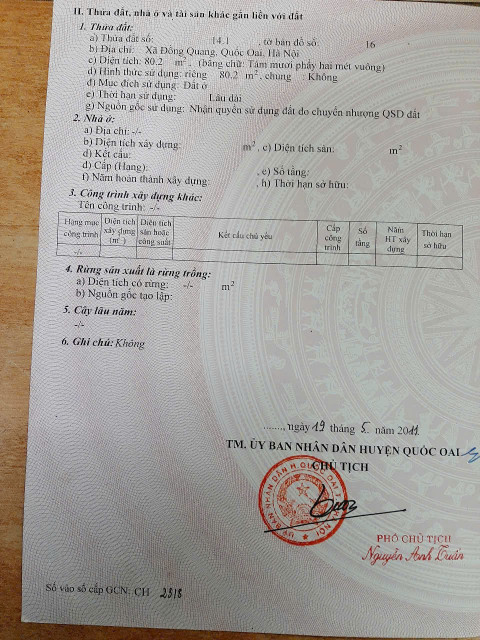 II. Thửa đất, nhà ở và tài sản khác gắn liền với đất
1. Thửa đất:
a) Thửa đất số: 14.1 , tờ bản đồ số: 16
b) Địa chỉ: Xã Đông Quang, Quốc Oai, Hà Nội
c) Diện tích: 80.2 m², (bằng chữ: Tám mươi phẩy hai mét vuông)
d) Hình thức sử dụng: riêng 80.2 m², chung : Không
đ) Mục đích sử dụng: Đất ở
e) Thời hạn sử dụng: Lâu dài
g) Nguồn gốc sử dụng: Nhận quyền sử dụng đất do chuyển nhượng QSD đất
2. Nhà ở:
a) Địa chỉ: -/-
b) Diện tích xây dựng: m², c) Diện tích sàn: m²
d) Kết cấu:
đ) Cấp (Hạng): , e) Số tầng:
f) Năm hoàn thành xây dựng: , h) Thời hạn sở hữu:
3. Công trình xây dựng khác:
Tên công trình: -/-
Hạng mục công trình Diện tích xây dựng (m²) Diện tích sàn hoặc công suất Kết cấu chủ yếu Cấp công trình Số tầng Năm HT xây dựng Thời hạn sở hữu
-/-
4. Rừng sản xuất là rừng trồng:
a) Diện tích có rừng: -/- m²
b) Nguồn gốc tạo lập:
5. Cây lâu năm:
-/-
6. Ghi chú: Không
......., ngày 19 tháng 5 năm 2011
TM. ỦY BAN NHÂN DÂN HUYỆN QUỐC OAI
CHỦ TỊCH
PHÓ CHỦ TỊCH
Nguyễn Anh Tuấn
Số vào sổ cấp GCN: CH 2318